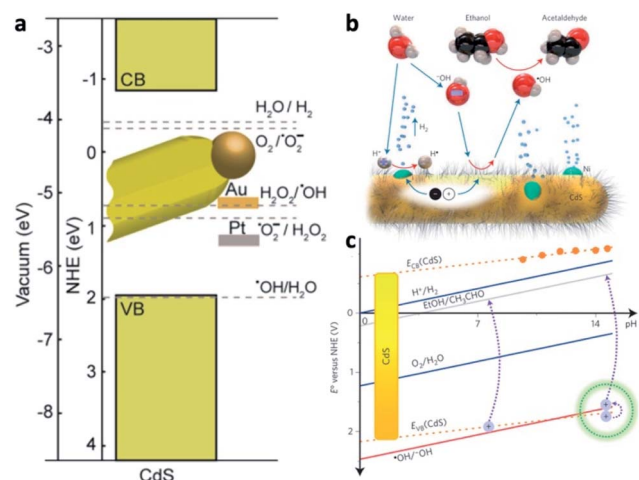 a
Vacuum (eV)
-3
-4
-5
-6
-7
-8
NHE (eV)
-1
0
1
2
3
4
CB
H₂O / H₂
O₂/•O₂⁻
Au
H₂O₂/•OH
Pt
•O₂⁻/ H₂O₂
•OH/H₂O
VB
CdS
b
Water
Ethanol
Acetaldehyde
⁻OH
•OH
H₂
H⁺
H•
Ni
CdS
c
E° versus NHE (V)
0
1
2
0
7
14
pH
E_CB(CdS)
H⁺/H₂
EtOH/CH₃CHO
CdS
O₂/H₂O
E_VB(CdS)
•OH/⁻OH